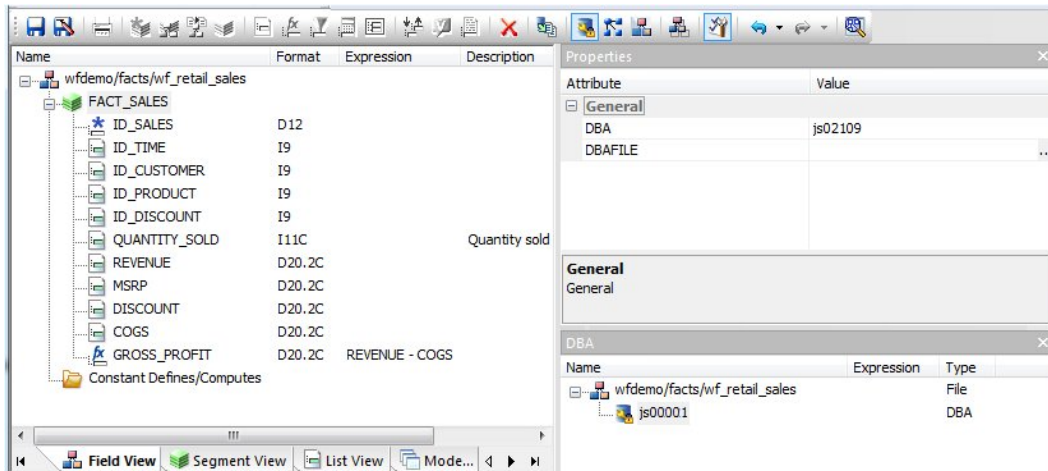 Name Format Expression Description
wfdemo/facts/wf_retail_sales
FACT_SALES
ID_SALES D12
ID_TIME I9
ID_CUSTOMER I9
ID_PRODUCT I9
ID_DISCOUNT I9
QUANTITY_SOLD I11C Quantity sold
REVENUE D20.2C
MSRP D20.2C
DISCOUNT D20.2C
COGS D20.2C
GROSS_PROFIT D20.2C REVENUE - COGS
Constant Defines/Computes
Field View Segment View List View Mode...
Properties
Attribute Value
General
DBA js02109
DBAFILE
General
General
DBA
Name Expression Type
wfdemo/facts/wf_retail_sales File
js00001 DBA